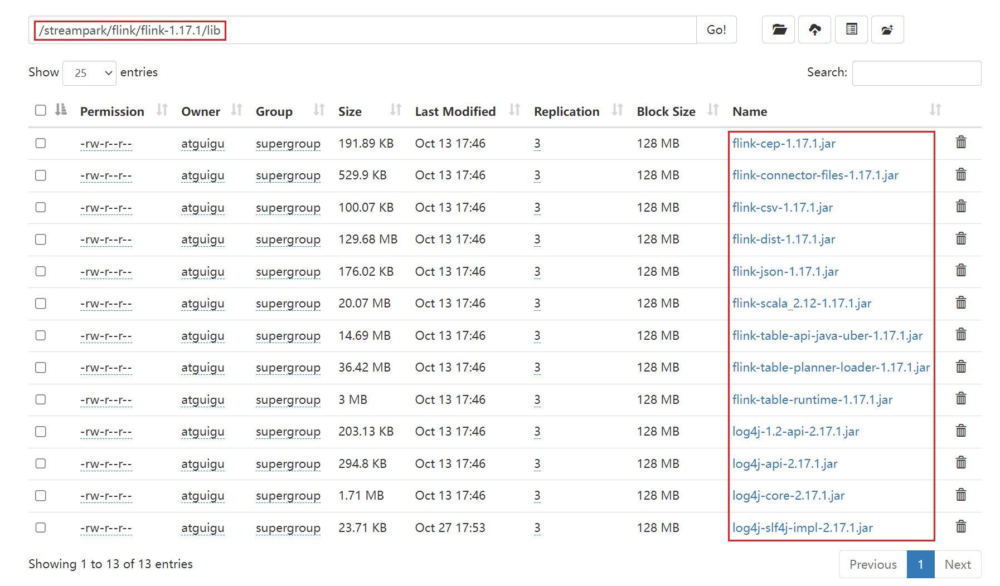 /streampark/flink/flink-1.17.1/lib Go!
Show 25 entries Search:
Permission Owner Group Size Last Modified Replication Block Size Name
-rw-r--r-- atguigu supergroup 191.89 KB Oct 13 17:46 3 128 MB flink-cep-1.17.1.jar
-rw-r--r-- atguigu supergroup 529.9 KB Oct 13 17:46 3 128 MB flink-connector-files-1.17.1.jar
-rw-r--r-- atguigu supergroup 100.07 KB Oct 13 17:46 3 128 MB flink-csv-1.17.1.jar
-rw-r--r-- atguigu supergroup 129.68 MB Oct 13 17:46 3 128 MB flink-dist-1.17.1.jar
-rw-r--r-- atguigu supergroup 176.02 KB Oct 13 17:46 3 128 MB flink-json-1.17.1.jar
-rw-r--r-- atguigu supergroup 20.07 MB Oct 13 17:46 3 128 MB flink-scala_2.12-1.17.1.jar
-rw-r--r-- atguigu supergroup 14.69 MB Oct 13 17:46 3 128 MB flink-table-api-java-uber-1.17.1.jar
-rw-r--r-- atguigu supergroup 36.42 MB Oct 13 17:46 3 128 MB flink-table-planner-loader-1.17.1.jar
-rw-r--r-- atguigu supergroup 3 MB Oct 13 17:46 3 128 MB flink-table-runtime-1.17.1.jar
-rw-r--r-- atguigu supergroup 203.13 KB Oct 13 17:46 3 128 MB log4j-1.2-api-2.17.1.jar
-rw-r--r-- atguigu supergroup 294.8 KB Oct 13 17:46 3 128 MB log4j-api-2.17.1.jar
-rw-r--r-- atguigu supergroup 1.71 MB Oct 13 17:46 3 128 MB log4j-core-2.17.1.jar
-rw-r--r-- atguigu supergroup 23.71 KB Oct 27 17:53 3 128 MB log4j-slf4j-impl-2.17.1.jar
Showing 1 to 13 of 13 entries Previous 1 Next